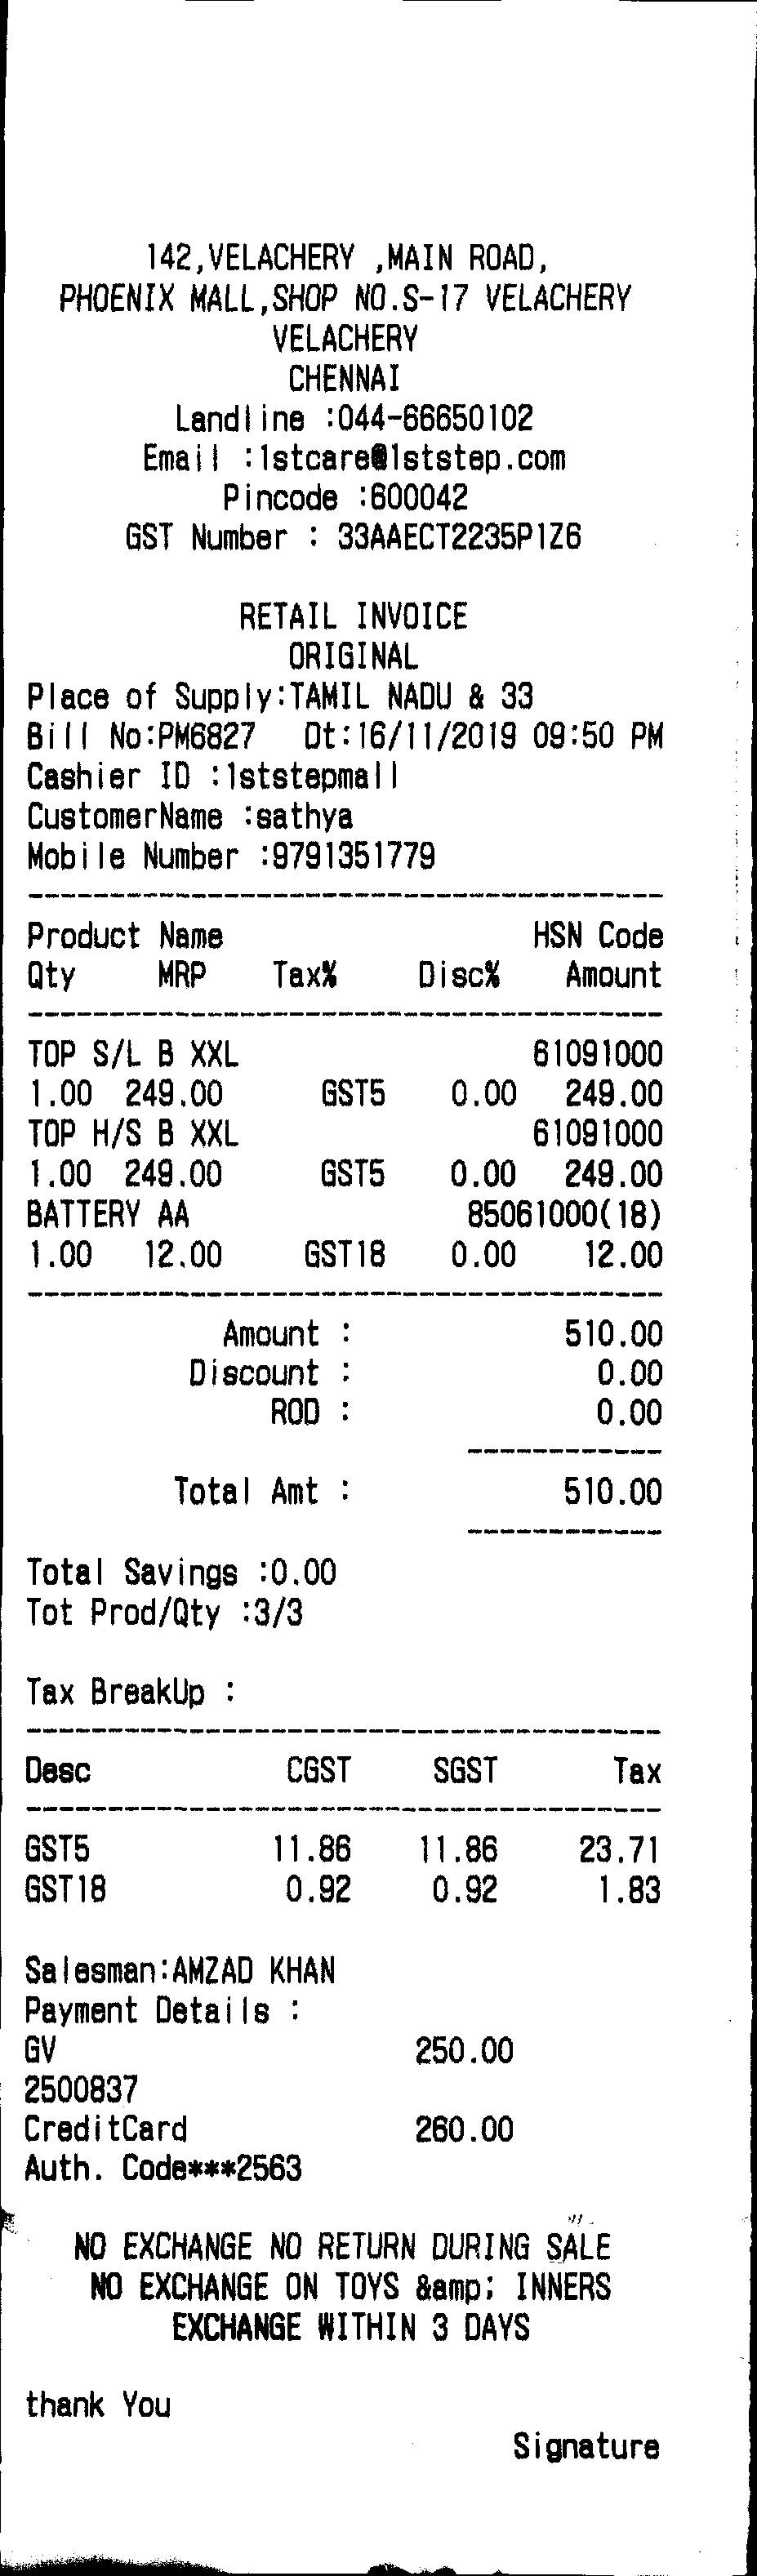 142,VELACHERY ,MAIN ROAD,
PHOENIX MALL,SHOP NO.S-17 VELACHERY
VELACHERY
CHENNAI
Landline :044-66650102
Email :1stcare@1ststep.com
Pincode :600042
GST Number : 33AAECT2235P1Z6
RETAIL INVOICE
ORIGINAL
Place of Supply:TAMIL NADU & 33
Bill No:PM6827 Dt:16/11/2019 09:50 PM
Cashier ID :1ststepmall
CustomerName :sathya
Mobile Number :9791351779
Product Name HSN Code
Qty MRP Tax% Disc% Amount
TOP S/L B XXL 61091000
1.00 249.00 GST5 0.00 249.00
TOP H/S B XXL 61091000
1.00 249.00 GST5 0.00 249.00
BATTERY AA 85061000(18)
1.00 12.00 GST18 0.00 12.00
Amount : 510.00
Discount : 0.00
ROD : 0.00
Total Amt : 510.00
Total Savings :0.00
Tot Prod/Qty :3/3
Tax BreakUp :
Desc CGST SGST Tax
GST5 11.86 11.86 23.71
GST18 0.92 0.92 1.83
Salesman:AMZAD KHAN
Payment Details :
GV 250.00
2500837
CreditCard 260.00
Auth. Code***2563
NO EXCHANGE NO RETURN DURING SALE
NO EXCHANGE ON TOYS &amp; INNERS
EXCHANGE WITHIN 3 DAYS
thank You
Signature